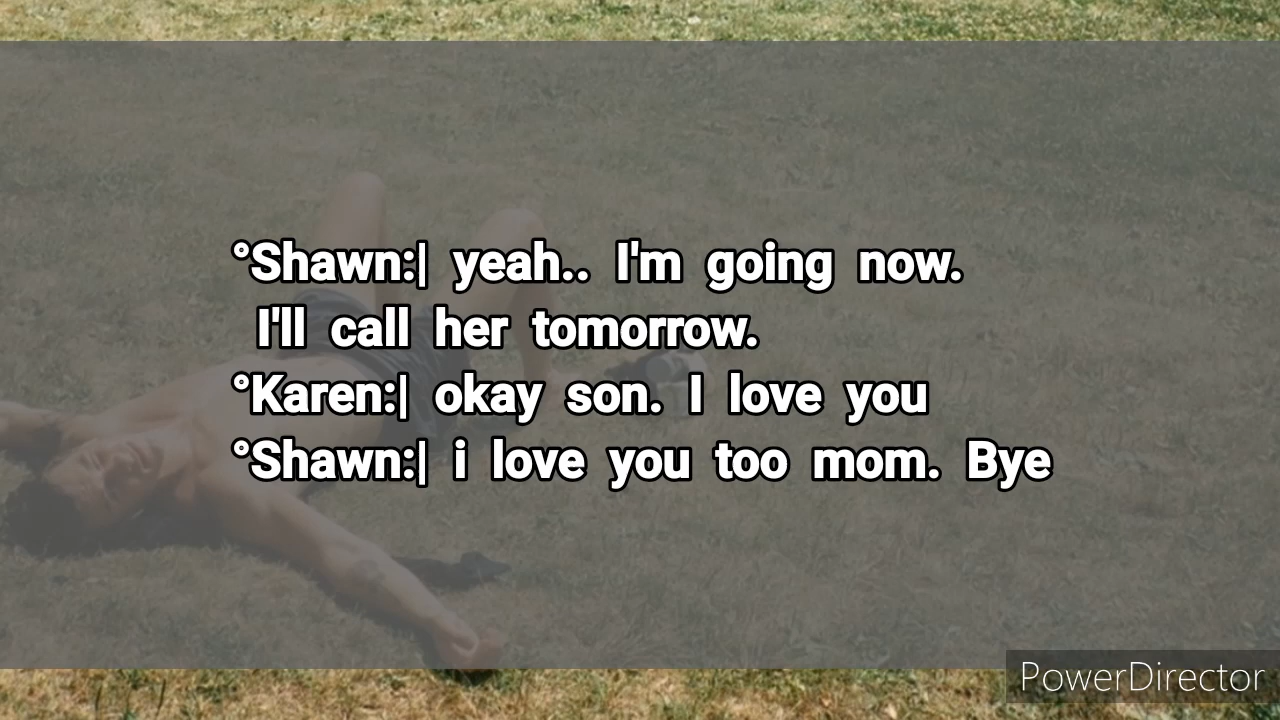 °Shawn:| yeah.. I'm going now.
I'll call her tomorrow.
°Karen:| okay son. I love you
°Shawn:| i love you too mom. Bye
PowerDirector